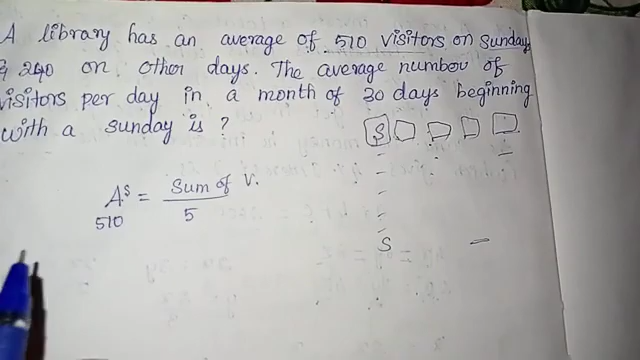 A library has an average of 510 visitors on Sunday
& 240 on other days. The average number of
visitors per day in a month of 30 days beginning
with a sunday is ?
S
A^s = Sum of V.
510 5
S